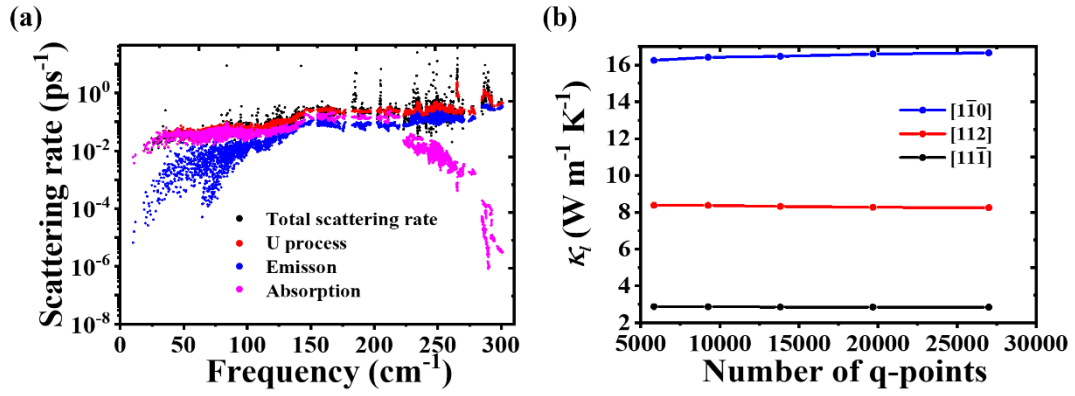 (a)
Scattering rate (ps⁻¹)
10⁰
10⁻²
10⁻⁴
10⁻⁶
10⁻⁸
Total scattering rate
U process
Emisson
Absorption
0 50 100 150 200 250 300
Frequency (cm⁻¹)
(b)
κₗ (W m⁻¹ K⁻¹)
16
14
12
10
8
6
4
2
[11̅0]
[112]
[111̅]
5000 10000 15000 20000 25000 30000
Number of q-points